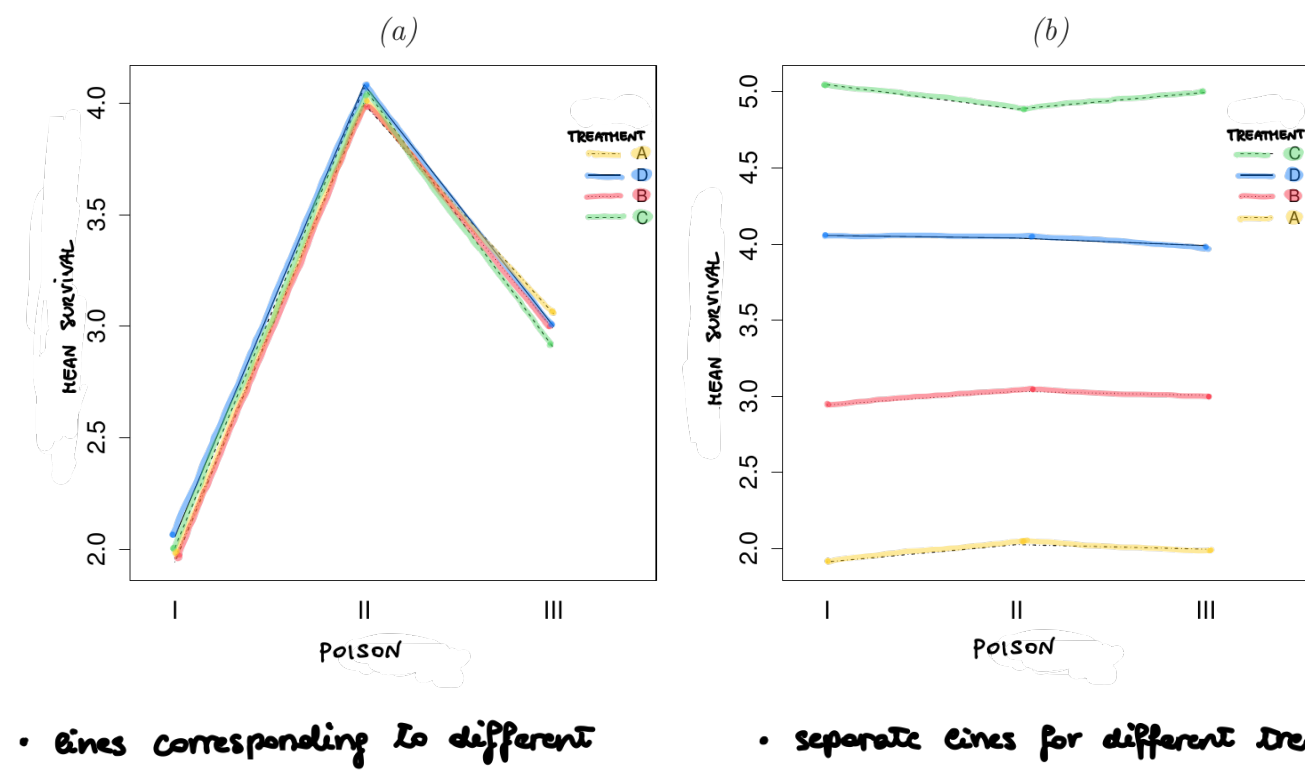 (a)
(b)
4.0
3.5
3.0
2.5
2.0
MEAN SURVIVAL
TREATMENT
A
D
B
C
I II III
POISON
5.0
4.5
4.0
3.5
3.0
2.5
2.0
MEAN SURVIVAL
TREATMENT
C
D
B
A
I II III
POISON
• lines corresponding to different
• separate lines for different tre